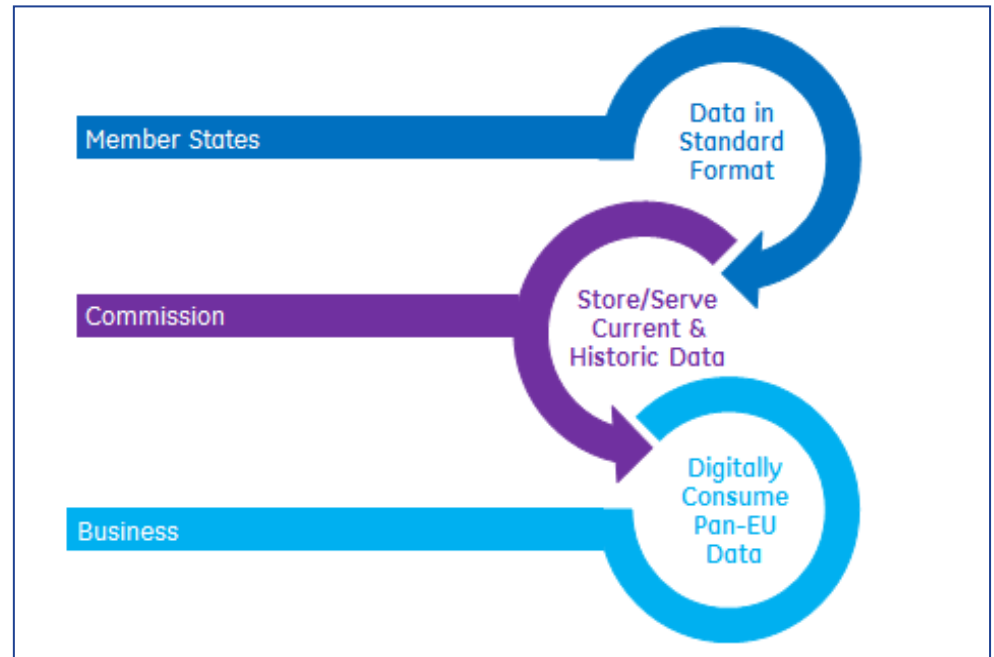 Member States
Data in
Standard
Format
Commission
Store/Serve
Current &
Historic Data
Business
Digitally
Consume
Pan-EU
Data